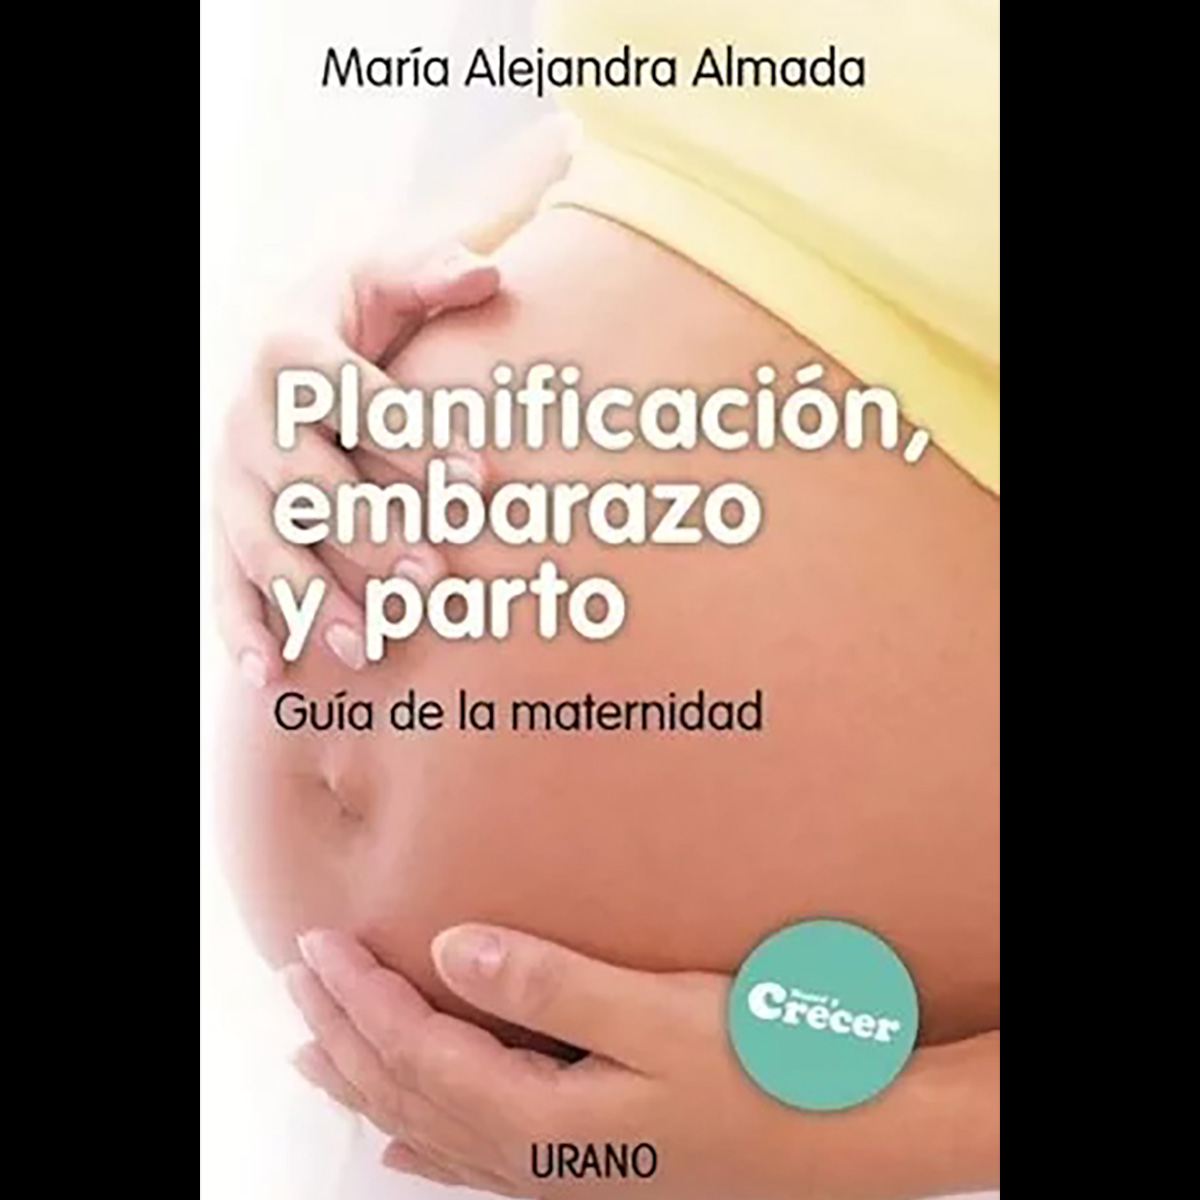 María Alejandra Almada
Planificación,
embarazo
y parto
Guía de la maternidad
Crecer
URANO